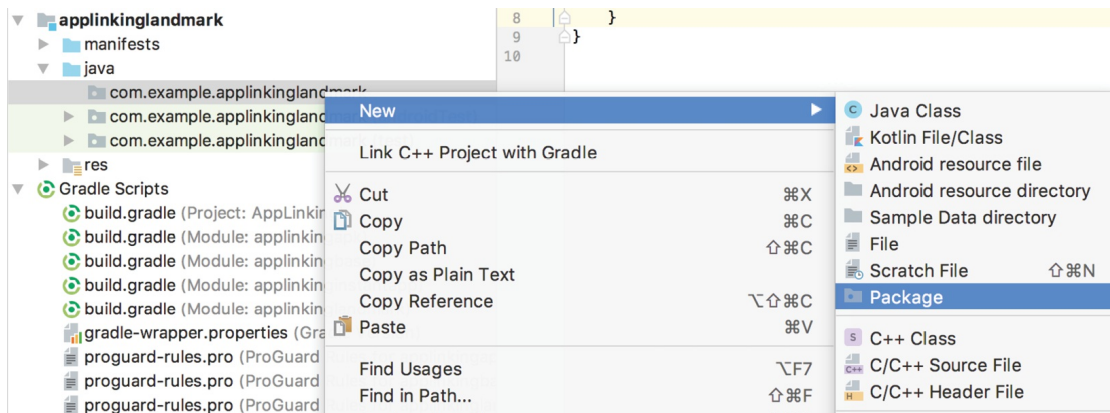 applinkinglandmark
manifests
java
com.example.applinkinglandmark
com.example.applinkingland
com.example.applinkingland
res
Gradle Scripts
build.gradle (Project: AppLinkin
build.gradle (Module: applinkin
build.gradle (Module: applinkin
build.gradle (Module: applinkin
build.gradle (Module: applinkin
gradle-wrapper.properties (Gra
proguard-rules.pro (ProGuard
proguard-rules.pro (ProGuard
proguard-rules.pro (ProGuard
8 }
9 }
10
New
Link C++ Project with Gradle
Cut ⌘X
Copy ⌘C
Copy Path ⇧⌘C
Copy as Plain Text
Copy Reference ⌥⇧⌘C
Paste ⌘V
Find Usages ⌥F7
Find in Path... ⇧⌘F
Java Class
Kotlin File/Class
Android resource file
Android resource directory
Sample Data directory
File
Scratch File ⇧⌘N
Package
C++ Class
C/C++ Source File
C/C++ Header File